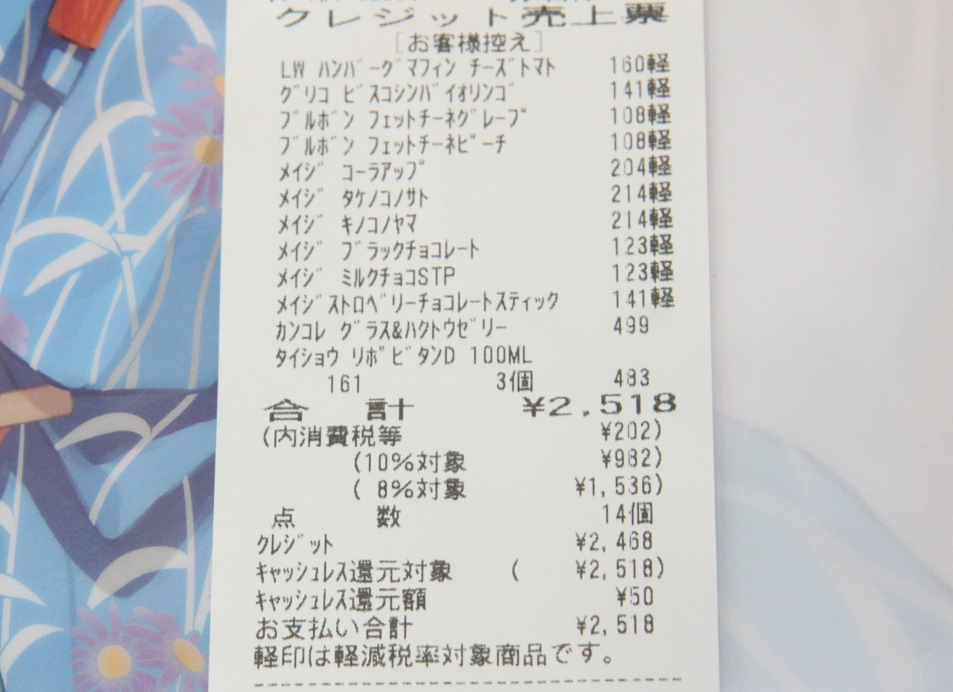 クレジット売上票
[お客様控え]
LW ハンバーグマフィン チーズトマト 160軽
グリコ ビスコシンバイオリンゴ 141軽
ブルボン フェットチーネグレープ 108軽
ブルボン フェットチーネピーチ 108軽
メイジ コーラアップ 204軽
メイジ タケノコノサト 214軽
メイジ キノコノヤマ 214軽
メイジ ブラックチョコレート 123軽
メイジ ミルクチョコSTP 123軽
メイジストロベリーチョコレートスティック 141軽
カンコレ グラス&ハクトウゼリー 499
タイショウ リポビタンD 100ML
161 3個 483
合 計 ¥2,518
(内消費税等 ¥202)
(10%対象 ¥982)
( 8%対象 ¥1,536)
点 数 14個
クレジット ¥2,468
キャッシュレス還元対象 ( ¥2,518)
キャッシュレス還元額 ¥50
お支払い合計 ¥2,518
軽印は軽減税率対象商品です。